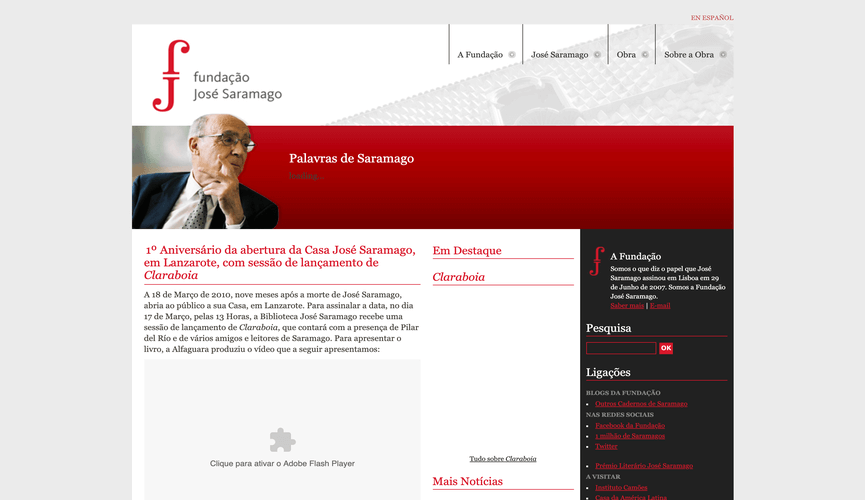 EN ESPAÑOL
fundação
José Saramago
A Fundação
José Saramago
Obra
Sobre a Obra
Palavras de Saramago
loading...
1º Aniversário da abertura da Casa José Saramago,
em Lanzarote, com sessão de lançamento de
Claraboia
A 18 de Março de 2010, nove meses após a morte de José Saramago,
abria ao público a sua Casa, em Lanzarote. Para assinalar a data, no dia
17 de Março, pelas 13 Horas, a Biblioteca José Saramago recebe uma
sessão de lançamento de Claraboia, que contará com a presença de Pilar
del Río e de vários amigos e leitores de Saramago. Para apresentar o
livro, a Alfaguara produziu o vídeo que a seguir apresentamos:
Clique para ativar o Adobe Flash Player
Em Destaque
Claraboia
Tudo sobre Claraboia
Mais Notícias
A Fundação
Somos o que diz o papel que José
Saramago assinou em Lisboa em 29
de Junho de 2007. Somos a Fundação
José Saramago.
Saber mais | E-mail
Pesquisa
OK
Ligações
BLOGS DA FUNDAÇÃO
Outros Cadernos de Saramago
NAS REDES SOCIAIS
Facebook da Fundação
1 milhão de Saramagos
Twitter
Prémio Literário José Saramago
A VISITAR
Instituto Camões
Casa da América Latina